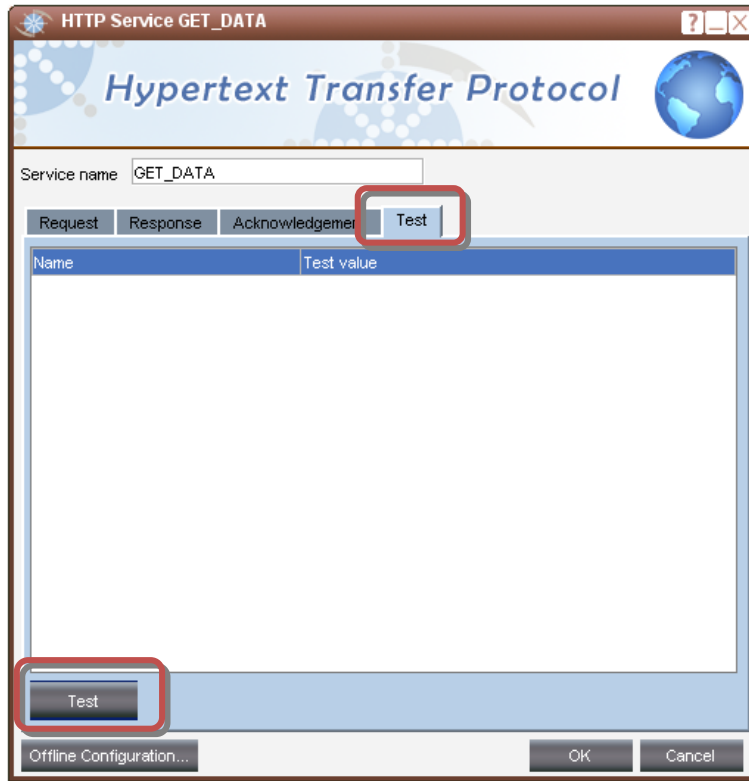 HTTP Service GET_DATA
Hypertext Transfer Protocol
Service name GET_DATA
Request Response Acknowledgemen Test
Name Test value
Test
Offline Configuration... OK Cancel